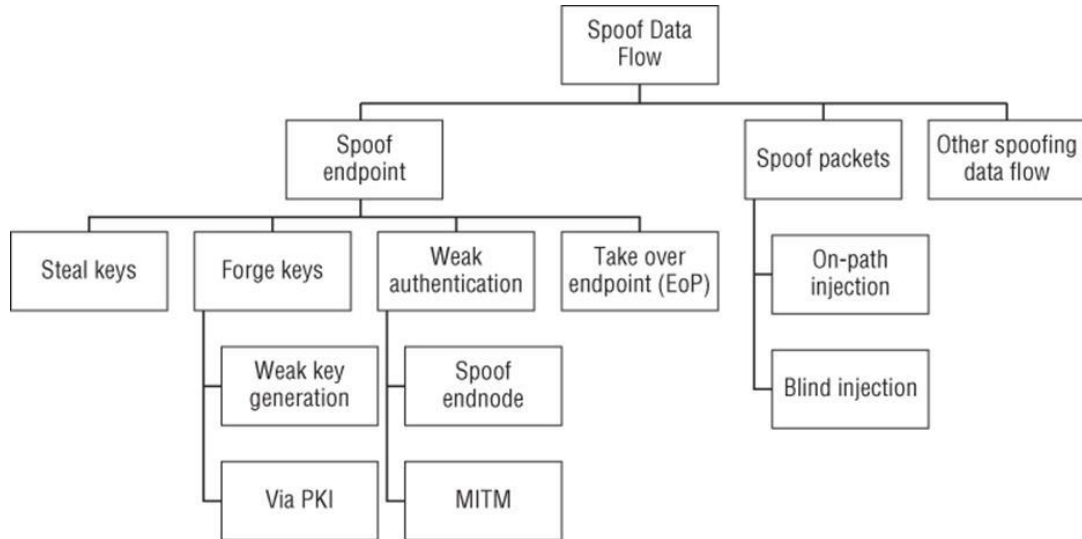 Spoof Data
Flow
Spoof
endpoint
Spoof packets
Other spoofing
data flow
Steal keys
Forge keys
Weak
authentication
Take over
endpoint (EoP)
On-path
injection
Weak key
generation
Spoof
endnode
Blind injection
Via PKI
MITM